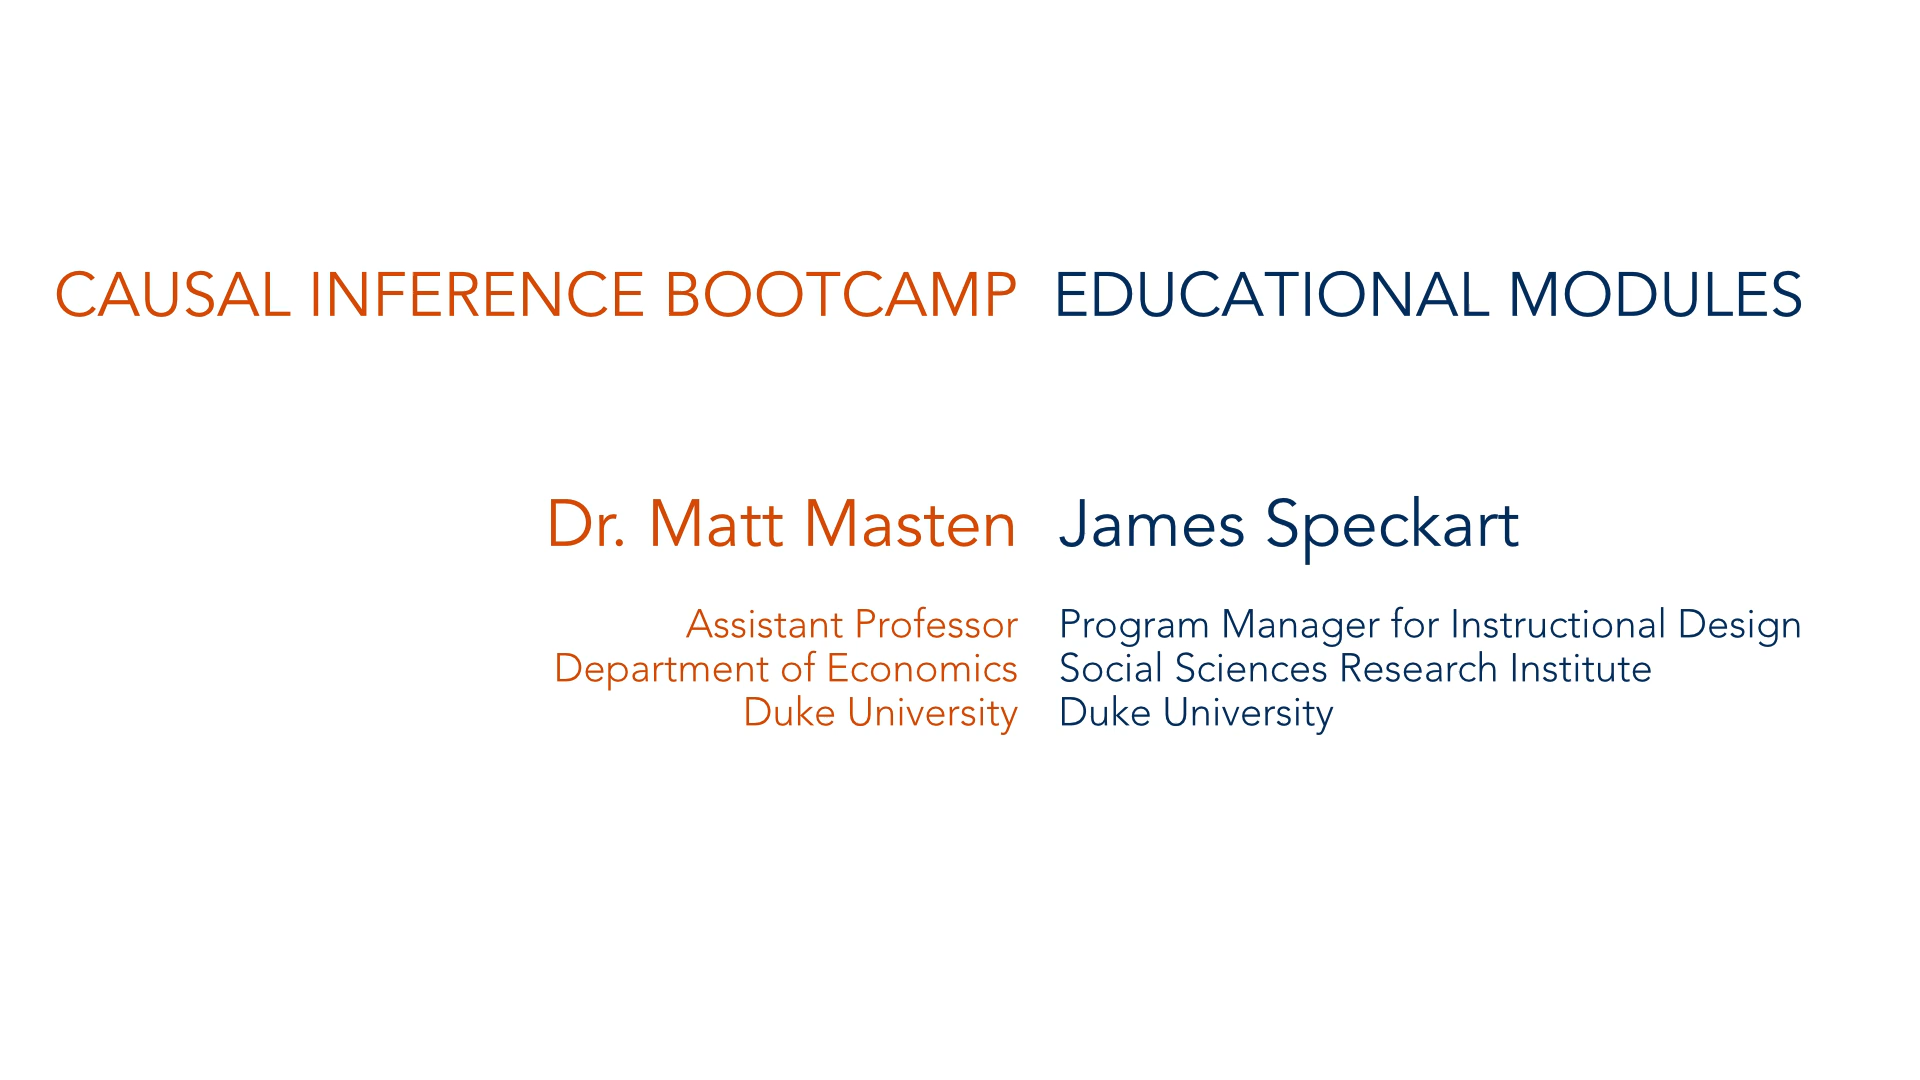 CAUSAL INFERENCE BOOTCAMP EDUCATIONAL MODULES
Dr. Matt Masten
Assistant Professor
Department of Economics
Duke University
James Speckart
Program Manager for Instructional Design
Social Sciences Research Institute
Duke University